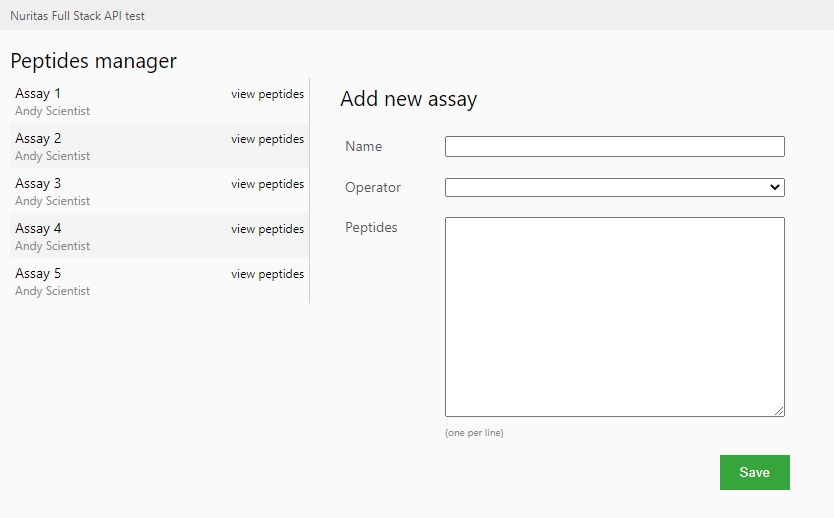 Nuritas Full Stack API test
Peptides manager
Assay 1 view peptides
Andy Scientist
Assay 2 view peptides
Andy Scientist
Assay 3 view peptides
Andy Scientist
Assay 4 view peptides
Andy Scientist
Assay 5 view peptides
Andy Scientist
Add new assay
Name
Operator
Peptides
(one per line)
Save